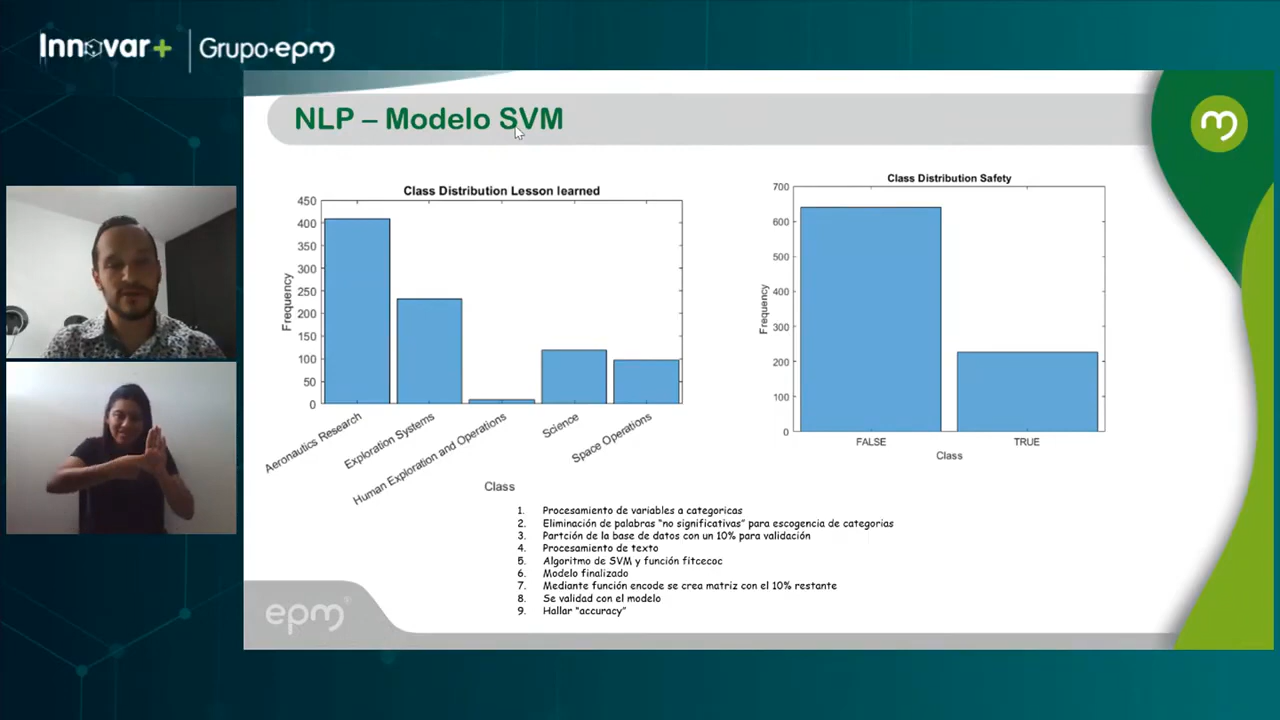 Innovar+
Grupo·epm
NLP – Modelo SVM
Class Distribution Lesson learned
450
400
350
300
250
200
150
100
50
0
Frequency
Aeronautics Research
Exploration Systems
Human Exploration and Operations
Science
Space Operations
Class
Class Distribution Safety
700
600
500
400
300
200
100
0
Frequency
FALSE
TRUE
Class
1. Procesamiento de variables a categoricas
2. Eliminación de palabras “no significativas” para escogencia de categorias
3. Partción de la base de datos con un 10% para validación
4. Procesamiento de texto
5. Algoritmo de SVM y función fitcecoc
6. Modelo finalizado
7. Mediante función encode se crea matriz con el 10% restante
8. Se validad con el modelo
9. Hallar “accuracy”
epm®